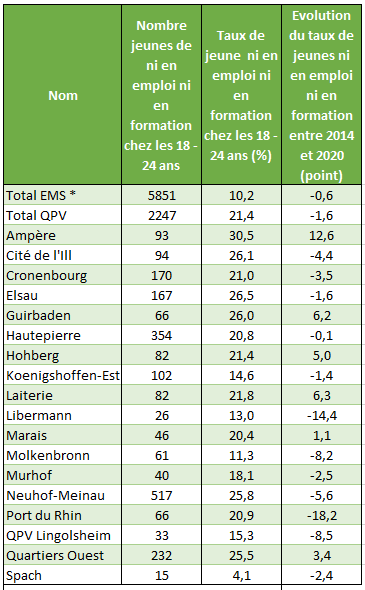 Nom
Nombre
jeunes de
ni en
emploi ni
en
formation
chez les 18 -
24 ans
Taux de
jeune ni en
emploi ni
en
formation
chez les 18 -
24 ans (%)
Evolution
du taux de
jeunes ni
en emploi
ni en
formation
entre 2014
et 2020
(point)
Total EMS * 5851 10,2 -0,6
Total QPV 2247 21,4 -1,6
Ampère 93 30,5 12,6
Cité de l'Ill 94 26,1 -4,4
Cronenbourg 170 21,0 -3,5
Elsau 167 26,5 -1,6
Guirbaden 66 26,0 6,2
Hautepierre 354 20,8 -0,1
Hohberg 82 21,4 5,0
Koenigshoffen-Est 102 14,6 -1,4
Laiterie 82 21,8 6,3
Libermann 26 13,0 -14,4
Marais 46 20,4 1,1
Molkenbronn 61 11,3 -8,2
Murhof 40 18,1 -2,5
Neuhof-Meinau 517 25,8 -5,6
Port du Rhin 66 20,9 -18,2
QPV Lingolsheim 33 15,3 -8,5
Quartiers Ouest 232 25,5 3,4
Spach 15 4,1 -2,4